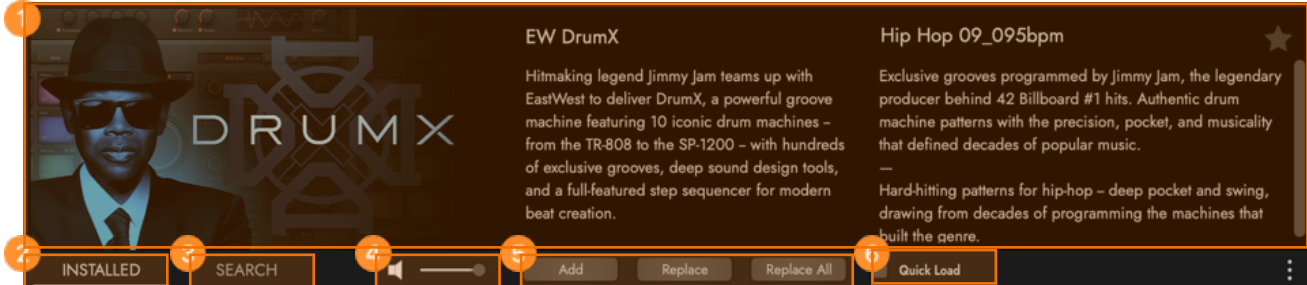 1
DRUMX
EW DrumX
Hitmaking legend Jimmy Jam teams up with
EastWest to deliver DrumX, a powerful groove
machine featuring 10 iconic drum machines –
from the TR-808 to the SP-1200 – with hundreds
of exclusive grooves, deep sound design tools,
and a full-featured step sequencer for modern
beat creation.
Hip Hop 09_095bpm
Exclusive grooves programmed by Jimmy Jam, the legendary
producer behind 42 Billboard #1 hits. Authentic drum
machine patterns with the precision, pocket, and musicality
that defined decades of popular music.
—
Hard-hitting patterns for hip-hop – deep pocket and swing,
drawing from decades of programming the machines that
built the genre.
2
INSTALLED
3
SEARCH
4
5
Add
Replace
Replace All
6
Quick Load